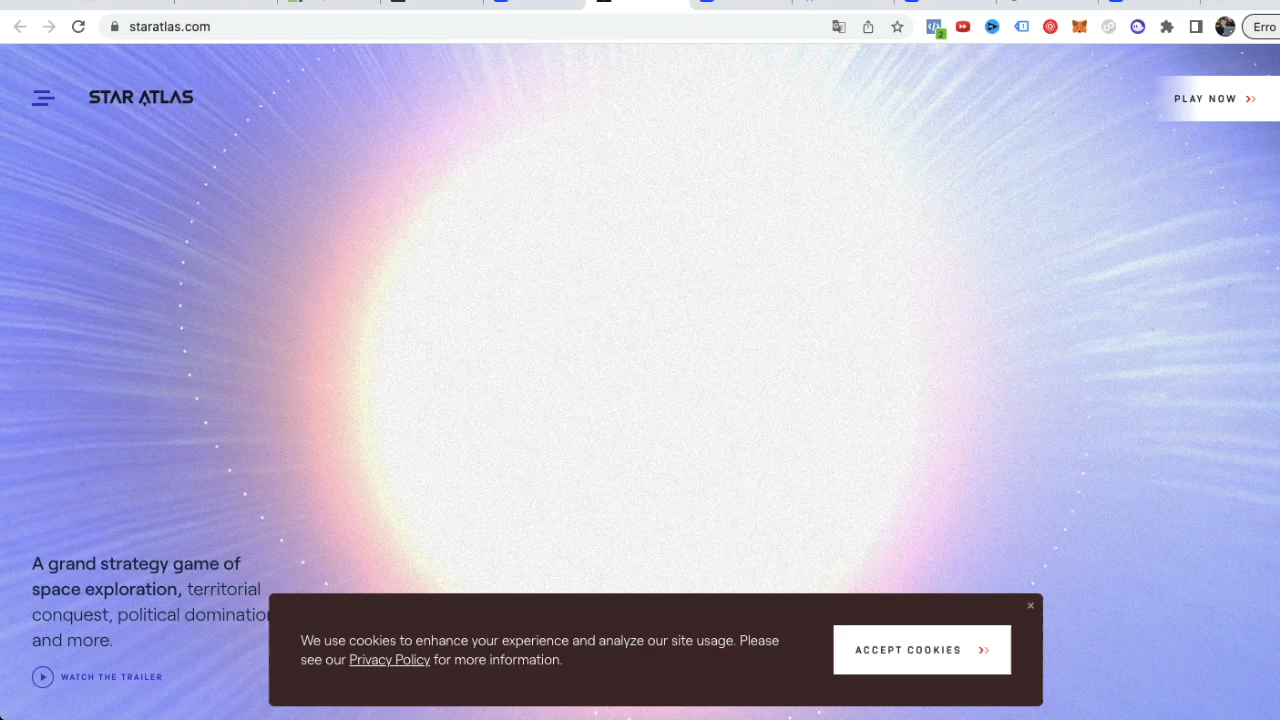 staratlas.com
2
1
Erro
STAR ATLAS
PLAY NOW
A grand strategy game of
space exploration, territorial
conquest, political domination
and more.
WATCH THE TRAILER
We use cookies to enhance your experience and analyze our site usage. Please
see our Privacy Policy for more information.
ACCEPT COOKIES